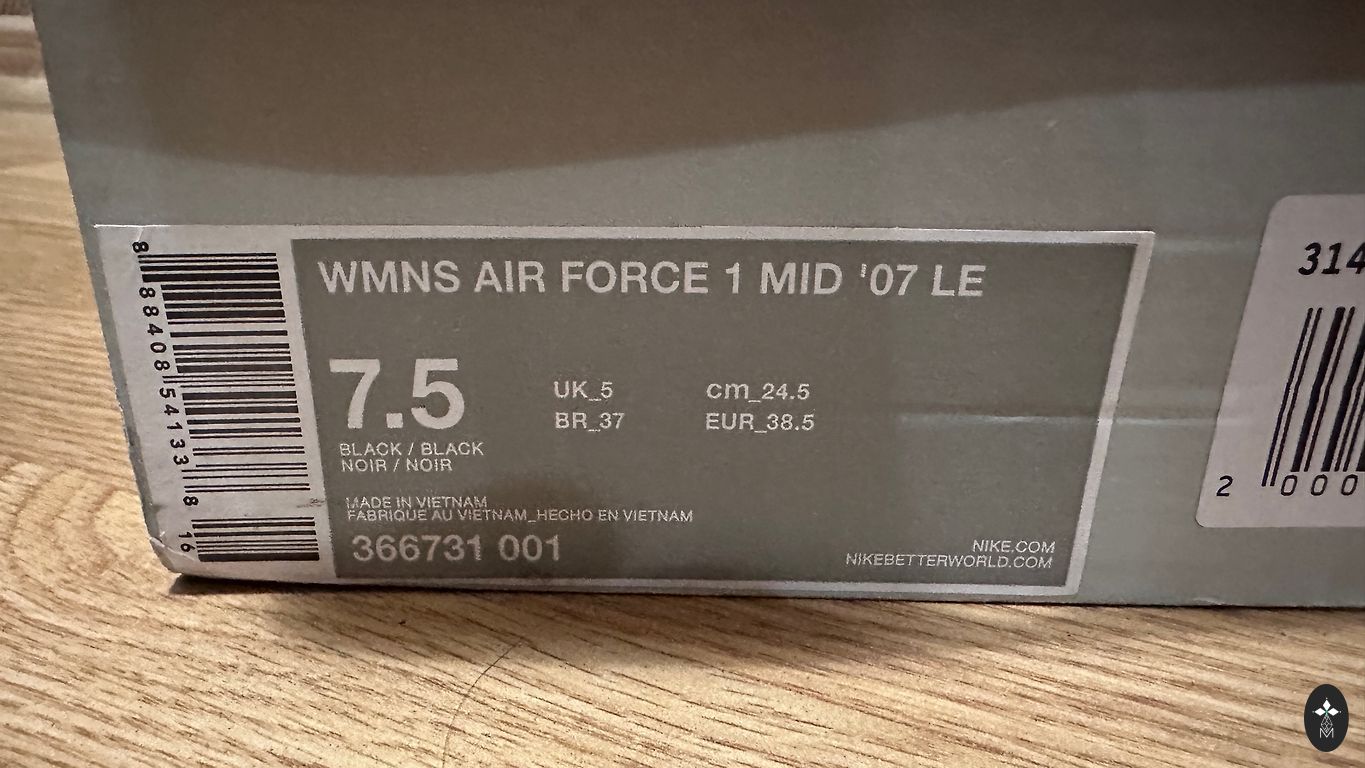 WMNS AIR FORCE 1 MID '07 LE
7.5
UK_5 cm_24.5
BR_37 EUR_38.5
BLACK / BLACK
NOIR / NOIR
MADE IN VIETNAM
FABRIQUE AU VIETNAM_HECHO EN VIETNAM
366731 001
NIKE.COM
NIKEBETTERWORLD.COM
8 88408 54133 8 16
314
2 000
M